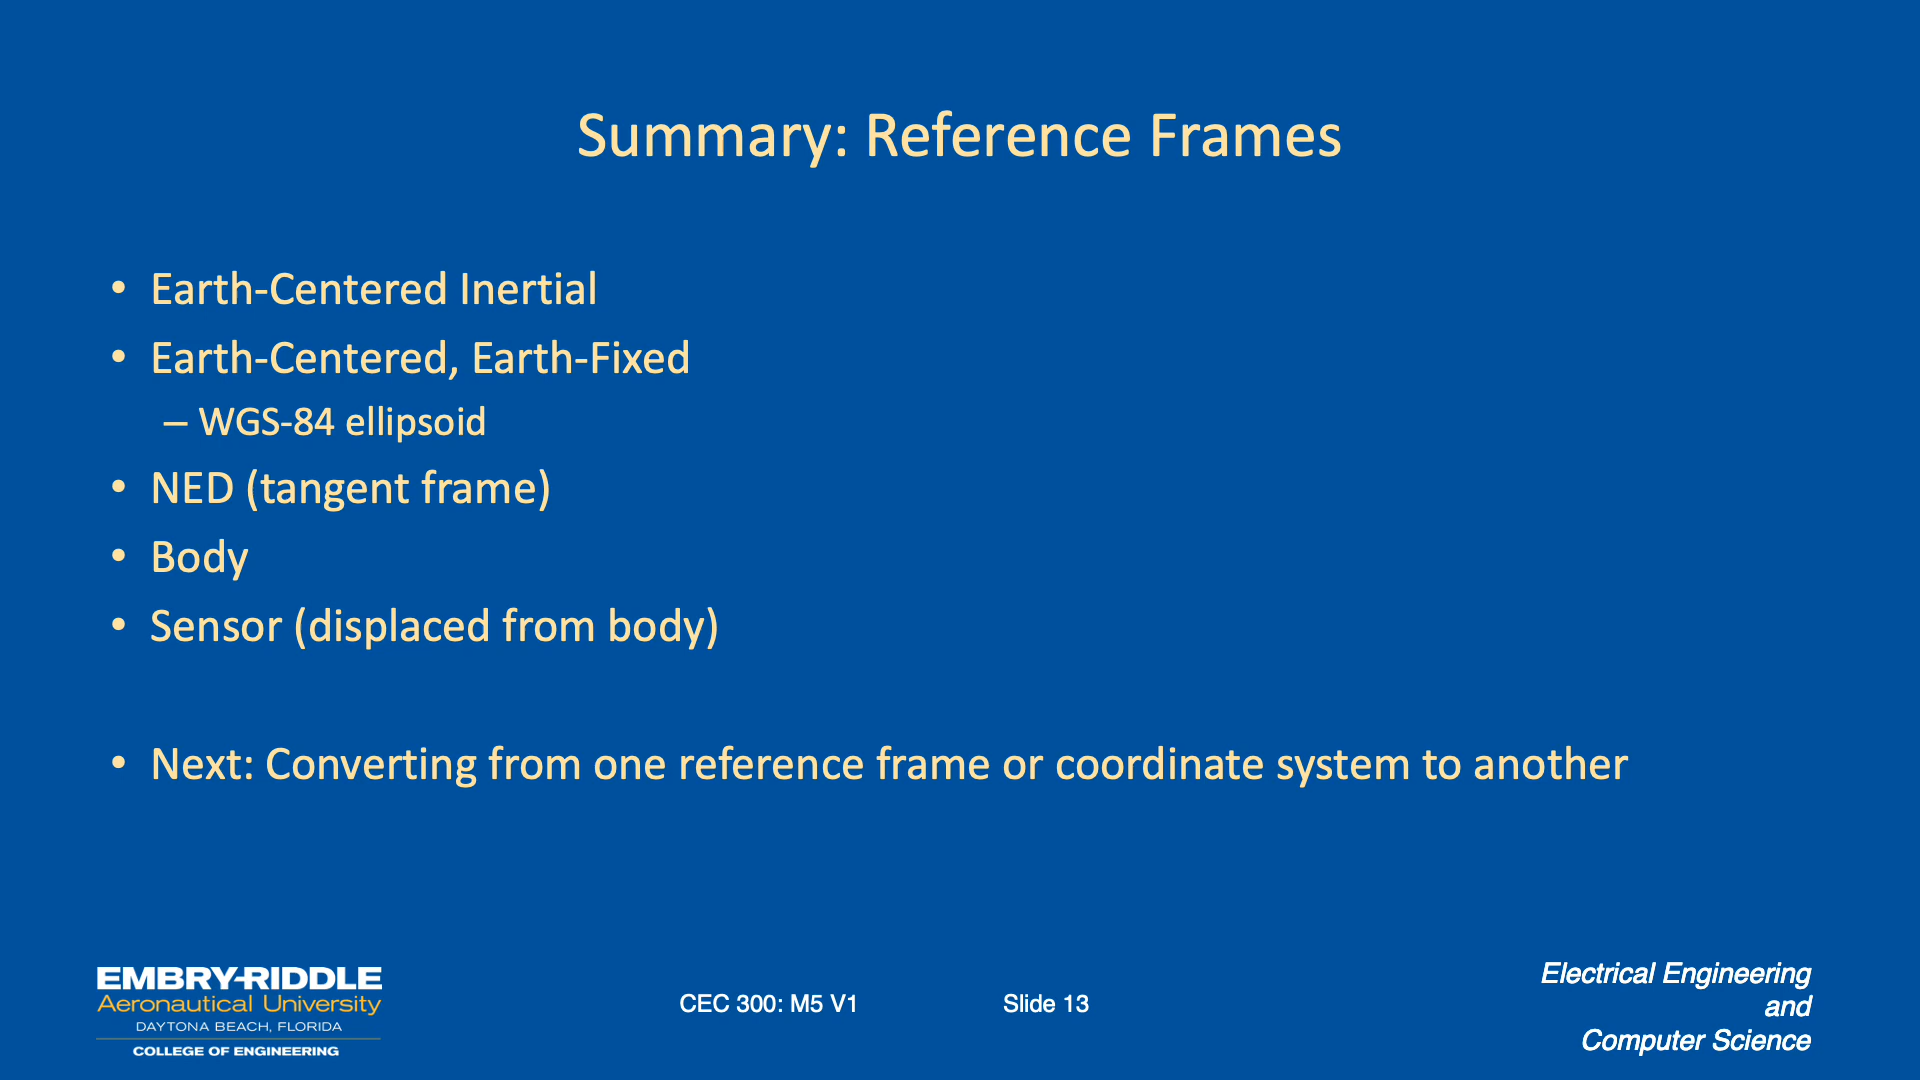 Summary: Reference Frames
• Earth-Centered Inertial
• Earth-Centered, Earth-Fixed
– WGS-84 ellipsoid
• NED (tangent frame)
• Body
• Sensor (displaced from body)
• Next: Converting from one reference frame or coordinate system to another
EMBRY-RIDDLE
Aeronautical University
DAYTONA BEACH, FLORIDA
COLLEGE OF ENGINEERING
CEC 300: M5 V1
Slide 13
Electrical Engineering
and
Computer Science